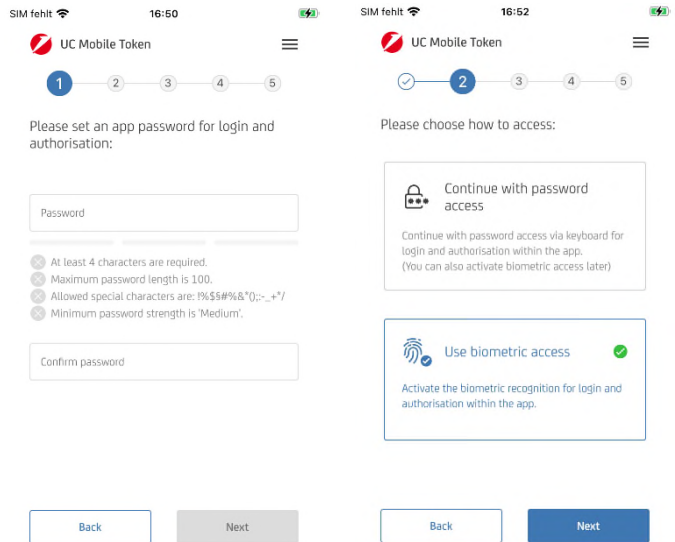 SIM fehlt 16:50
UC Mobile Token
1 2 3 4 5
Please set an app password for login and
authorisation:
Password
At least 4 characters are required.
Maximum password length is 100.
Allowed special characters are: !%$§#%&*();:-_+*/
Minimum password strength is 'Medium'.
Confirm password
Back Next
SIM fehlt 16:52
UC Mobile Token
2 3 4 5
Please choose how to access:
Continue with password
access
Continue with password access via keyboard for
login and authorisation within the app.
(You can also activate biometric access later)
Use biometric access
Activate the biometric recognition for login and
authorisation within the app.
Back Next